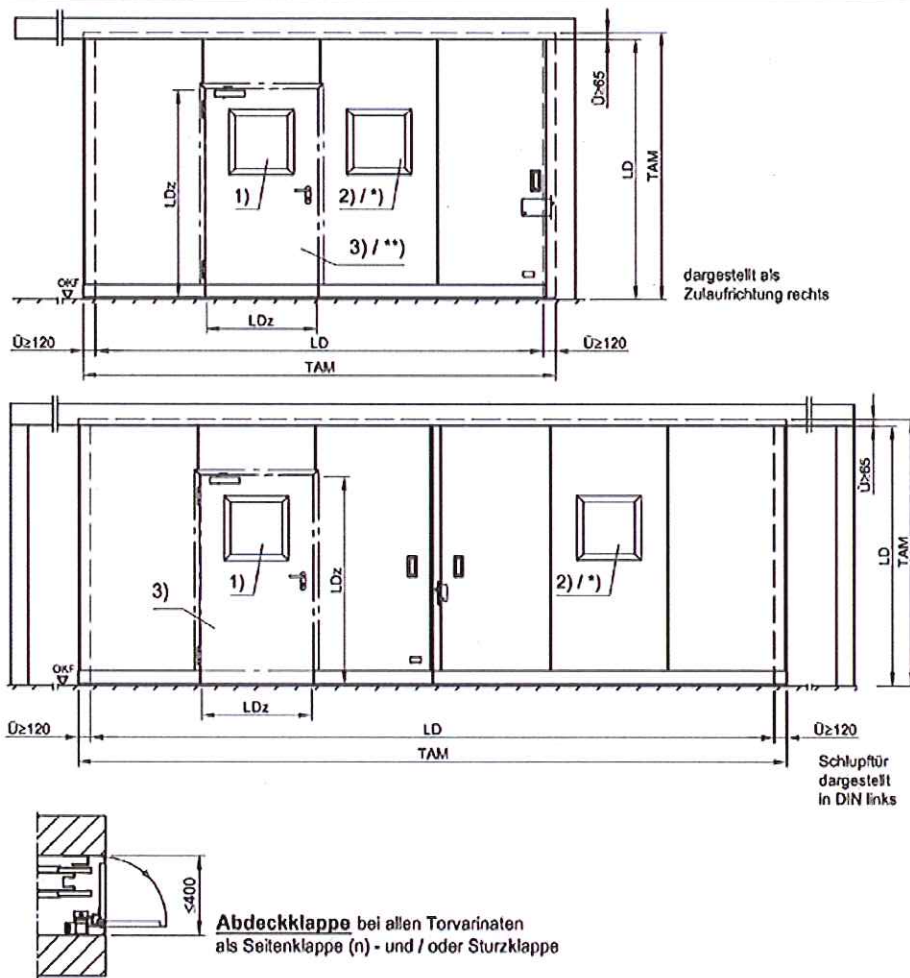 Ü≥65
LDz
1)
2) / *)
LD
TAM
3) / **)
OKF
dargestellt als
Zulaufrichtung rechts
LDz
Ü≥120
LD
Ü≥120
TAM
Ü≥65
1)
LDz
2) / *)
LD
TAM
3)
OKF
LDz
Ü≥120
LD
Ü≥120
TAM
Schlupftür
dargestellt
in DIN links
≤400
Abdeckklappe bei allen Torvarinaten
als Seitenklappe (n) - und / oder Sturzklappe